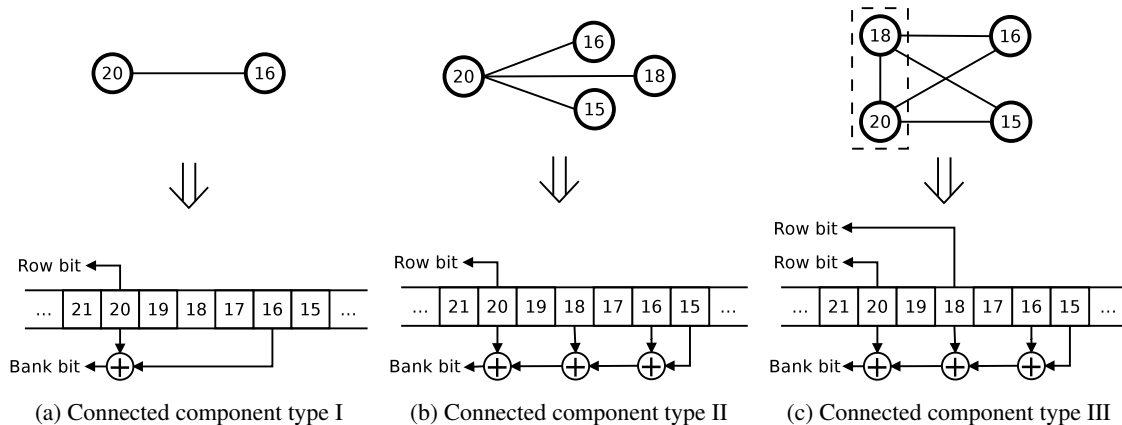 20 16
20 16 18 15
18 16 20 15
Row bit
... 21 20 19 18 17 16 15 ...
Bank bit
Row bit
... 21 20 19 18 17 16 15 ...
Bank bit
Row bit
Row bit
... 21 20 19 18 17 16 15 ...
Bank bit
(a) Connected component type I
(b) Connected component type II
(c) Connected component type III